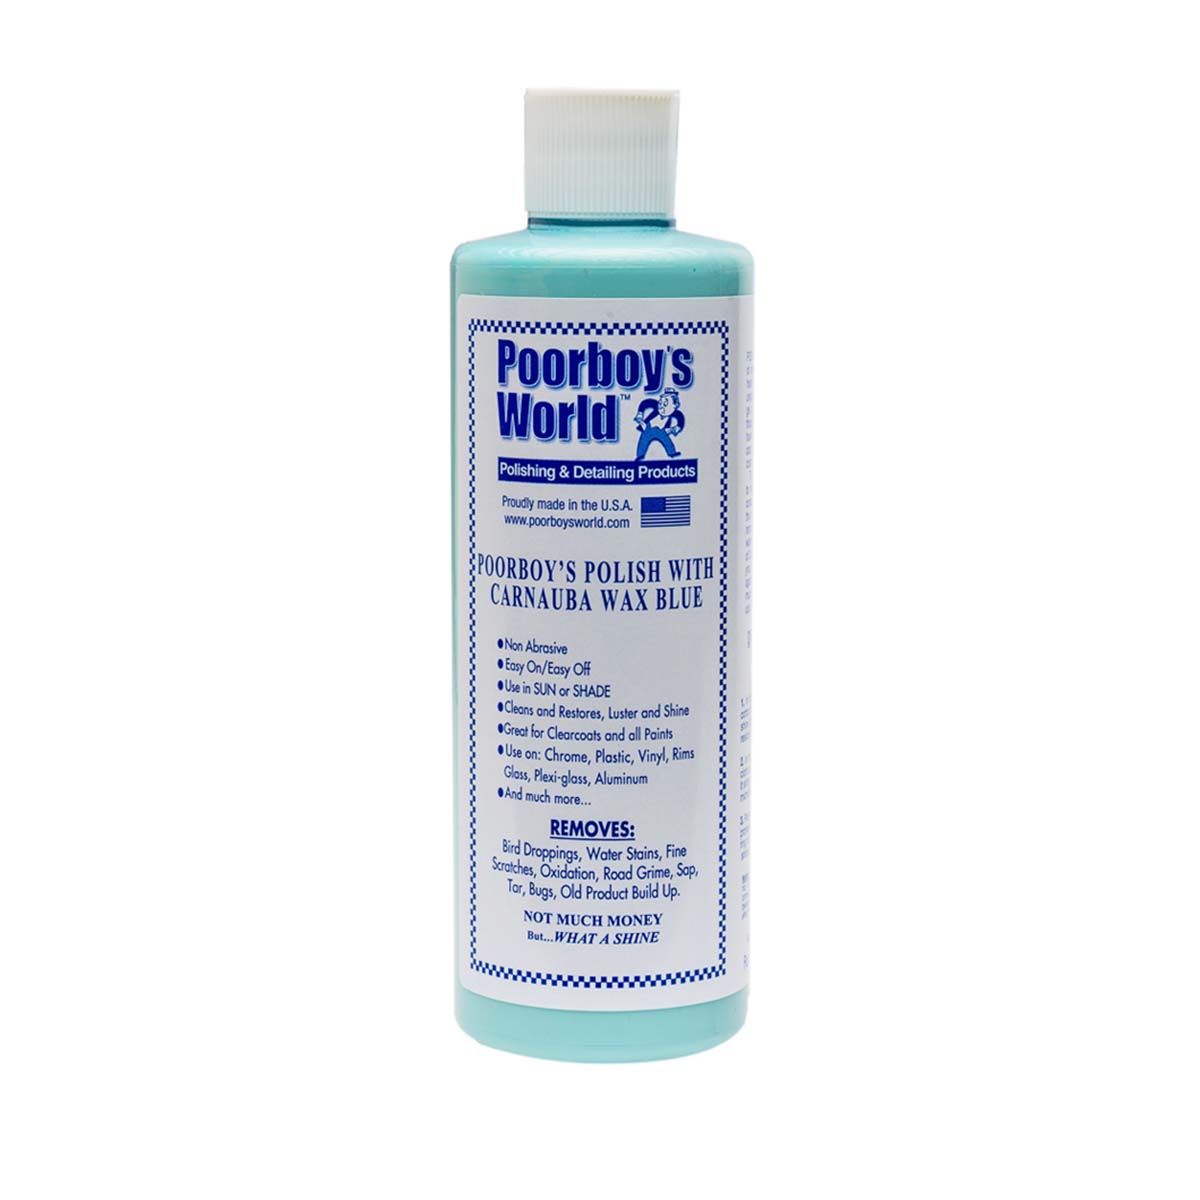 Poorboy's
World™
Polishing & Detailing Products
Proudly made in the U.S.A.
www.poorboysworld.com
POORBOY'S POLISH WITH
CARNAUBA WAX BLUE
•Non Abrasive
•Easy On/Easy Off
•Use in SUN or SHADE
•Cleans and Restores, Luster and Shine
•Great for Clearcoats and all Paints
•Use on: Chrome, Plastic, Vinyl, Rims
Glass, Plexi-glass, Aluminum
•And much more...
REMOVES:
Bird Droppings, Water Stains, Fine
Scratches, Oxidation, Road Grime, Sap,
Tar, Bugs, Old Product Build Up.
NOT MUCH MONEY
But...WHAT A SHINE